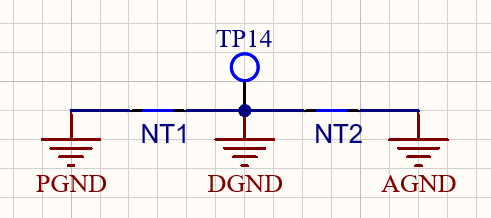 TP14
NT1 NT2
PGND DGND AGND